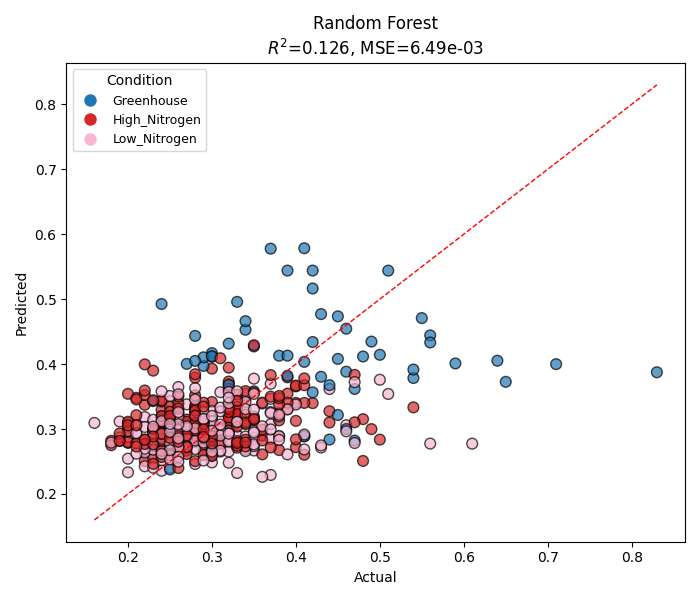 Random Forest
R²=0.126, MSE=6.49e-03
Condition
Greenhouse
High_Nitrogen
Low_Nitrogen
0.8
0.7
0.6
0.5
0.4
0.3
0.2
Predicted
0.2 0.3 0.4 0.5 0.6 0.7 0.8
Actual